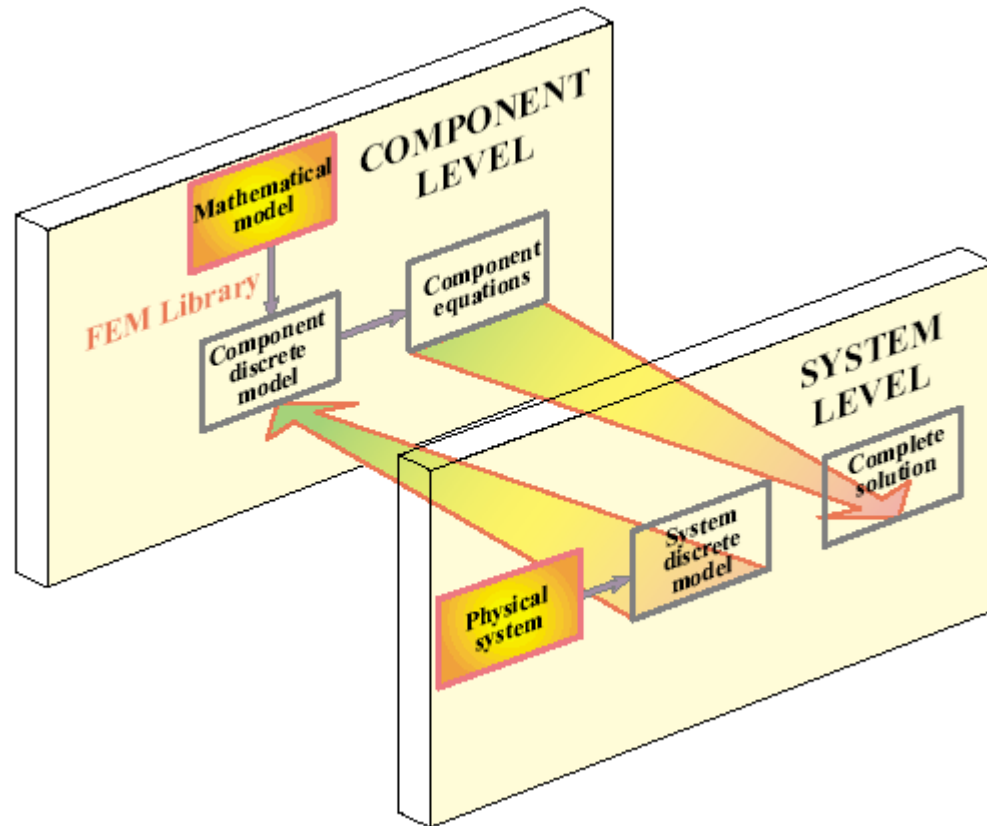 COMPONENT
LEVEL
Mathematical
model
FEM Library
Component
discrete
model
Component
equations
SYSTEM
LEVEL
Complete
solution
System
discrete
model
Physical
system